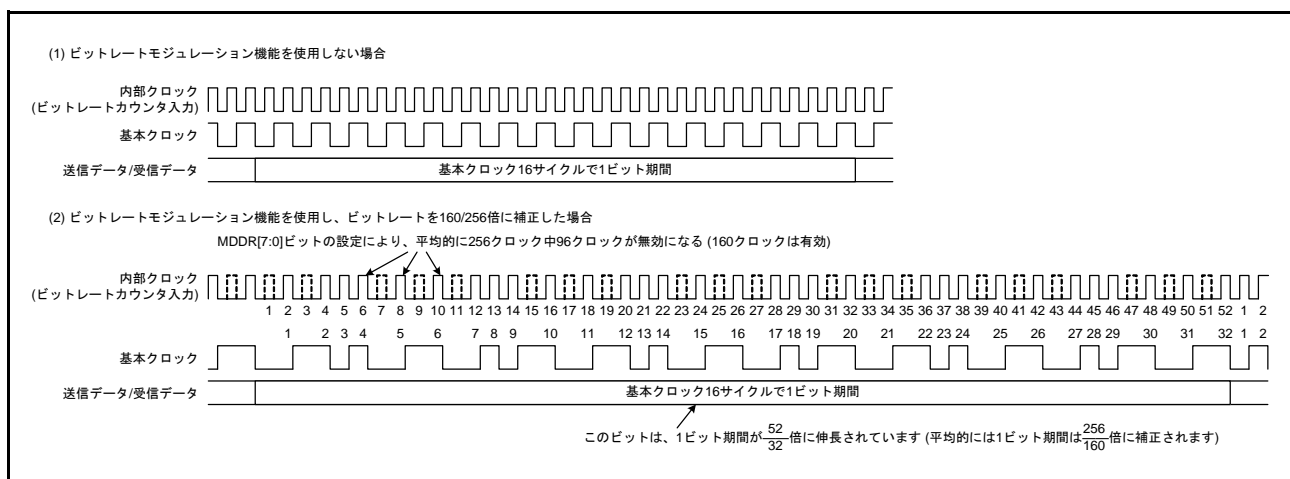 (1) ビットレートモジュレーション機能を使用しない場合
内部クロック
(ビットレートカウンタ入力)
基本クロック
送信データ/受信データ
基本クロック16サイクルで1ビット期間
(2) ビットレートモジュレーション機能を使用し、ビットレートを160/256倍に補正した場合
MDDR[7:0]ビットの設定により、平均的に256クロック中96クロックが無効になる (160クロックは有効)
内部クロック
(ビットレートカウンタ入力)
1 2 3 4 5 6 7 8 9 10 11 12 13 14 15 16 17 18 19 20 21 22 23 24 25 26 27 28 29 30 31 32 33 34 35 36 37 38 39 40 41 42 43 44 45 46 47 48 49 50 51 52 1 2
1 2 3 4 5 6 7 8 9 10 11 12 13 14 15 16 17 18 19 20 21 22 23 24 25 26 27 28 29 30 31 32 1 2
基本クロック
送信データ/受信データ
基本クロック16サイクルで1ビット期間
このビットは、1ビット期間が52/32倍に伸長されています (平均的には1ビット期間は256/160倍に補正されます)